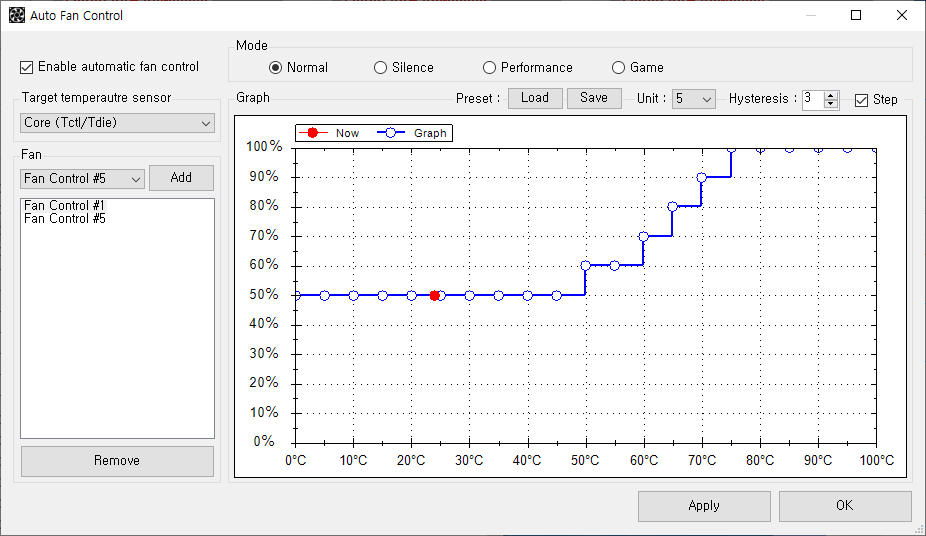 Auto Fan Control
Enable automatic fan control
Mode
Normal Silence Performance Game
Target temperautre sensor
Core (Tctl/Tdie)
Fan
Fan Control #5 Add
Fan Control #1
Fan Control #5
Remove
Graph Preset : Load Save Unit : 5 Hysteresis : 3 Step
Now Graph
100%
90%
80%
70%
60%
50%
40%
30%
20%
10%
0%
0°C 10°C 20°C 30°C 40°C 50°C 60°C 70°C 80°C 90°C 100°C
Apply OK